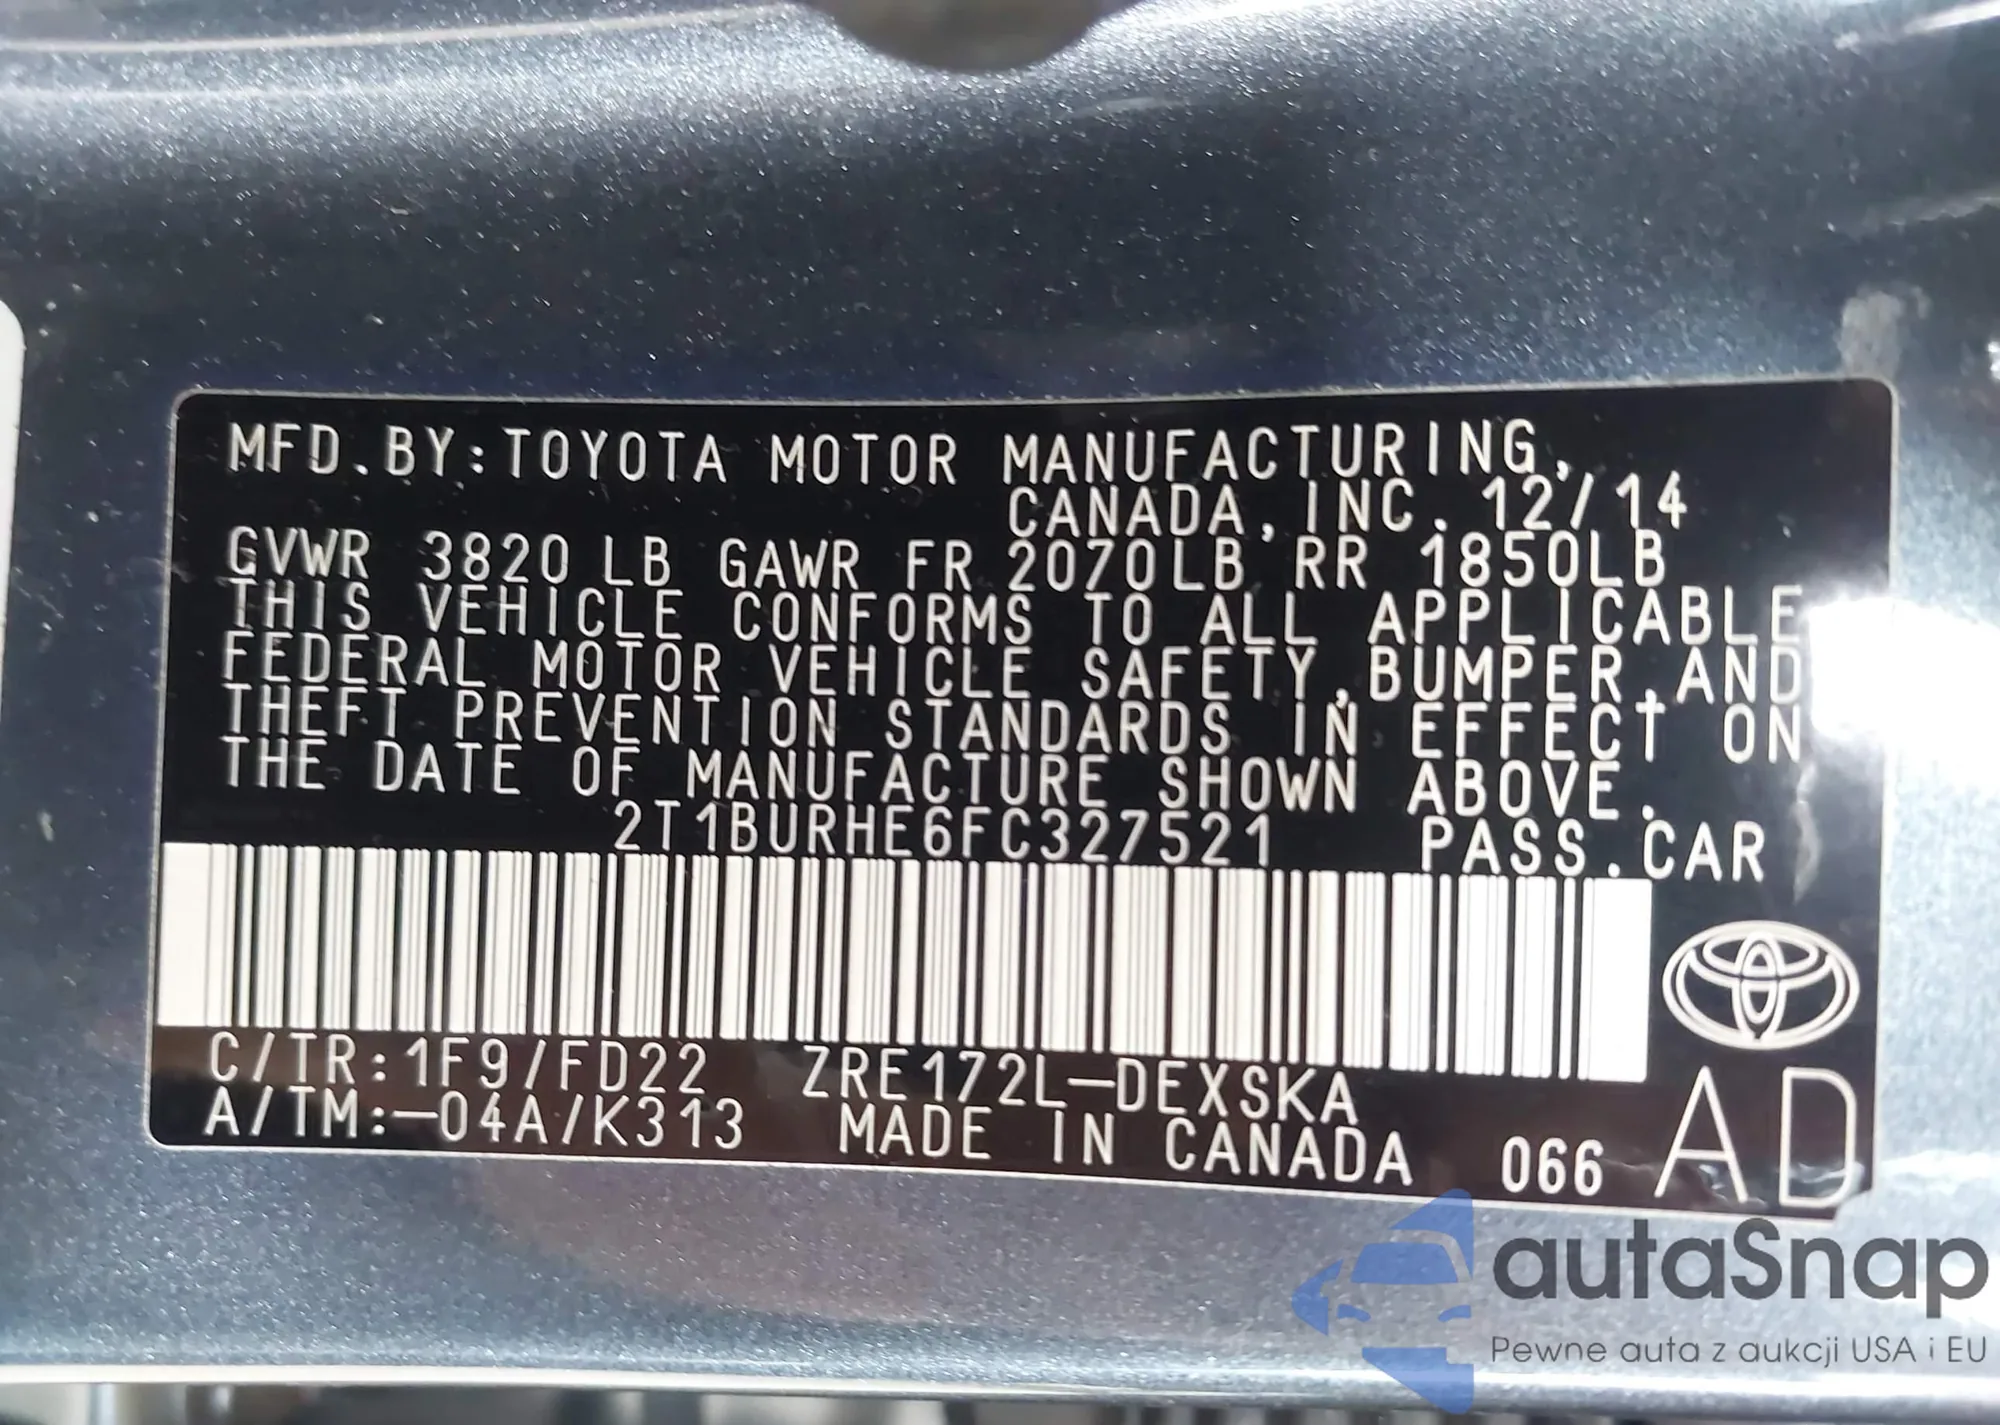 MFD.BY:TOYOTA MOTOR MANUFACTURING,
CANADA,INC. 12/14
GVWR 3820LB GAWR FR 2070LB RR 1850LB
THIS VEHICLE CONFORMS TO ALL APPLICABLE
FEDERAL MOTOR VEHICLE SAFETY,BUMPER,AND
THEFT PREVENTION STANDARDS IN EFFECT ON
THE DATE OF MANUFACTURE SHOWN ABOVE.
2T1BURHE6FC327521 PASS.CAR
C/TR:1F9/FD22 ZRE172L-DEXSKA
A/TM:-04A/K313 MADE IN CANADA 066 AD
autaSnap
Pewne auta z aukcji USA i EU